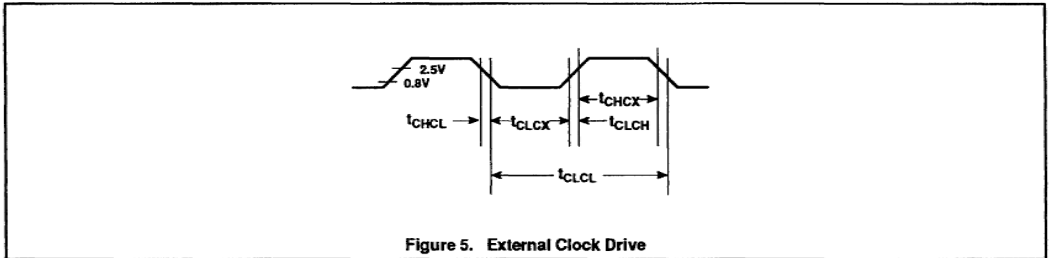 2.5V
0.8V
tCHCX
tCHCL tCLCX tCLCH
tCLCL
Figure 5. External Clock Drive